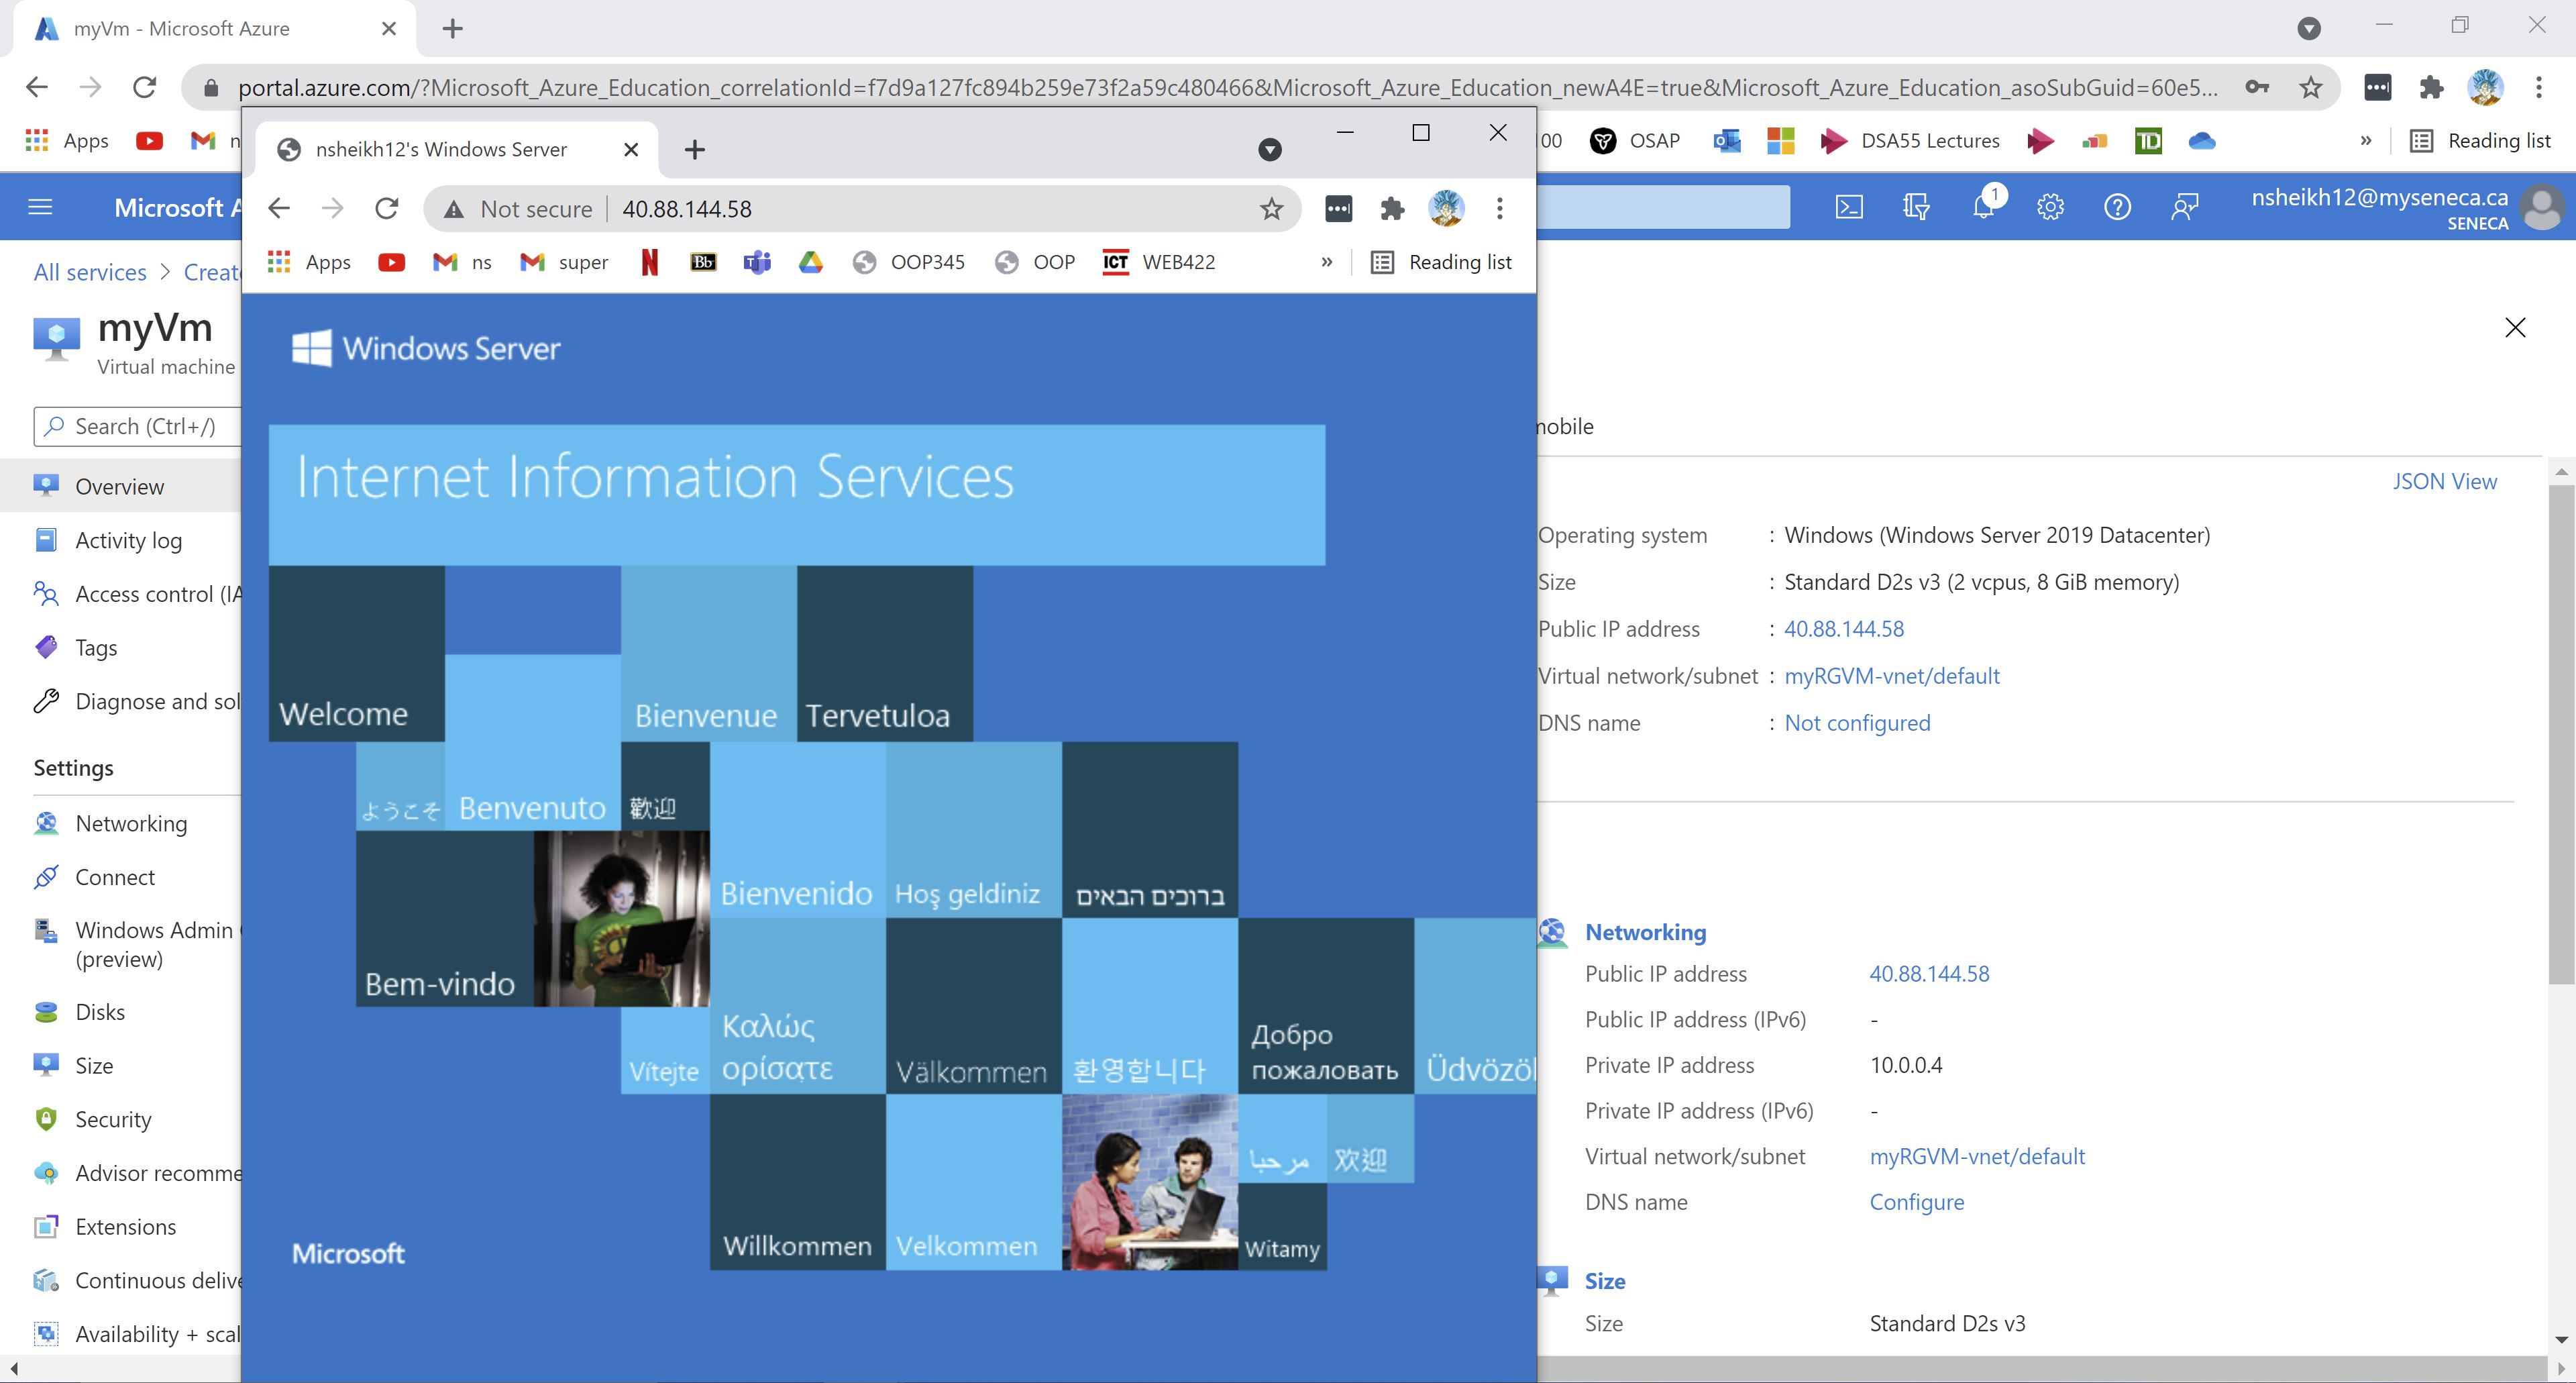 myVm - Microsoft Azure
portal.azure.com/?Microsoft_Azure_Education_correlationId=f7d9a127fc894b259e73f2a59c480466&Microsoft_Azure_Education_newA4E=true&Microsoft_Azure_Education_asoSubGuid=60e5...
Apps
n
00
OSAP
DSA55 Lectures
TD
»
Reading list
Microsoft A
1
nsheikh12@myseneca.ca
SENECA
All services > Create
myVm
Virtual machine
Search (Ctrl+/)
Overview
Activity log
Access control (IA
Tags
Diagnose and sol
Settings
Networking
Connect
Windows Admin
(preview)
Disks
Size
Security
Advisor recomme
Extensions
Continuous delive
Availability + scal
nsheikh12's Windows Server
Not secure
40.88.144.58
Apps
ns
super
N
Bb
OOP345
OOP
ICT
WEB422
»
Reading list
Windows Server
Internet Information Services
Welcome
Bienvenue
Tervetuloa
ようこそ
Benvenuto
歡迎
Bienvenido
Hoş geldiniz
ברוכים הבאים
Bem-vindo
Vítejte
Καλώς
ορίσατε
Välkommen
환영합니다
Добро
пожаловать
Üdvözöl
Willkommen
Velkommen
مرحبا
欢迎
Witamy
Microsoft
mobile
JSON View
Operating system : Windows (Windows Server 2019 Datacenter)
Size : Standard D2s v3 (2 vcpus, 8 GiB memory)
Public IP address : 40.88.144.58
Virtual network/subnet : myRGVM-vnet/default
DNS name : Not configured
Networking
Public IP address 40.88.144.58
Public IP address (IPv6) -
Private IP address 10.0.0.4
Private IP address (IPv6) -
Virtual network/subnet myRGVM-vnet/default
DNS name Configure
Size
Size Standard D2s v3